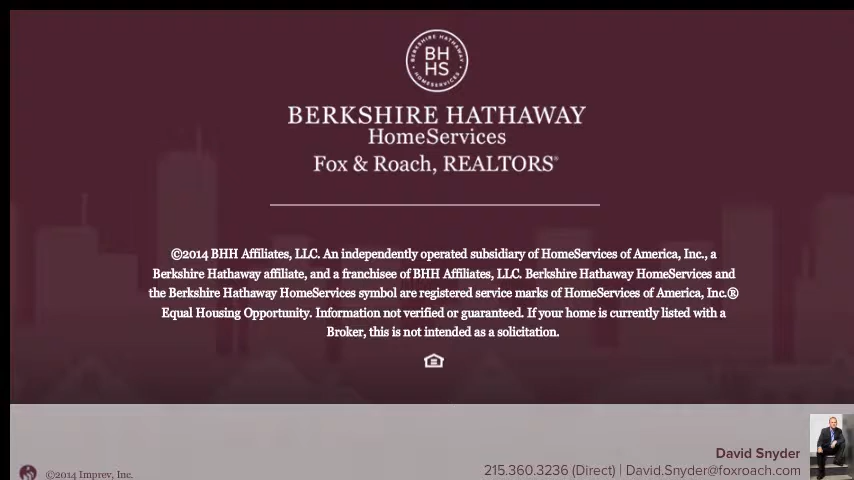 BERKSHIRE HATHAWAY
BH
HS
HOMESERVICES
BERKSHIRE HATHAWAY
HomeServices
Fox & Roach, REALTORS®
©2014 BHH Affiliates, LLC. An independently operated subsidiary of HomeServices of America, Inc., a
Berkshire Hathaway affiliate, and a franchisee of BHH Affiliates, LLC. Berkshire Hathaway HomeServices and
the Berkshire Hathaway HomeServices symbol are registered service marks of HomeServices of America, Inc.®
Equal Housing Opportunity. Information not verified or guaranteed. If your home is currently listed with a
Broker, this is not intended as a solicitation.
David Snyder
215.360.3236 (Direct) | David.Snyder@foxroach.com
©2014 Imprev, Inc.